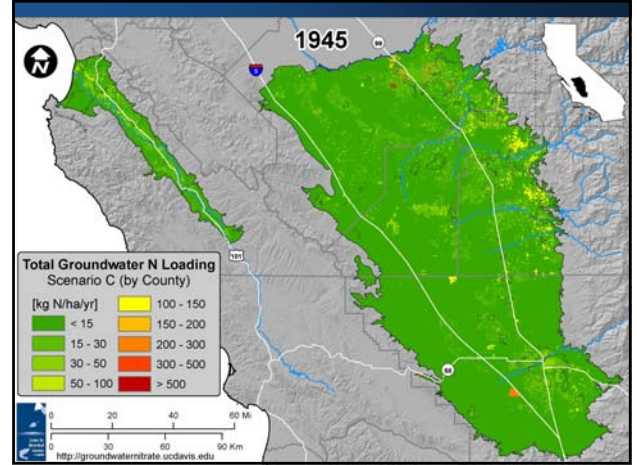 1945
99
N
5
101
Total Groundwater N Loading
Scenario C (by County)
[kg N/ha/yr]
< 15
15 - 30
30 - 50
50 - 100
100 - 150
150 - 200
200 - 300
300 - 500
> 500
58
0 20 40 60 Mi
0 30 60 90 Km
http://groundwaternitrate.ucdavis.edu